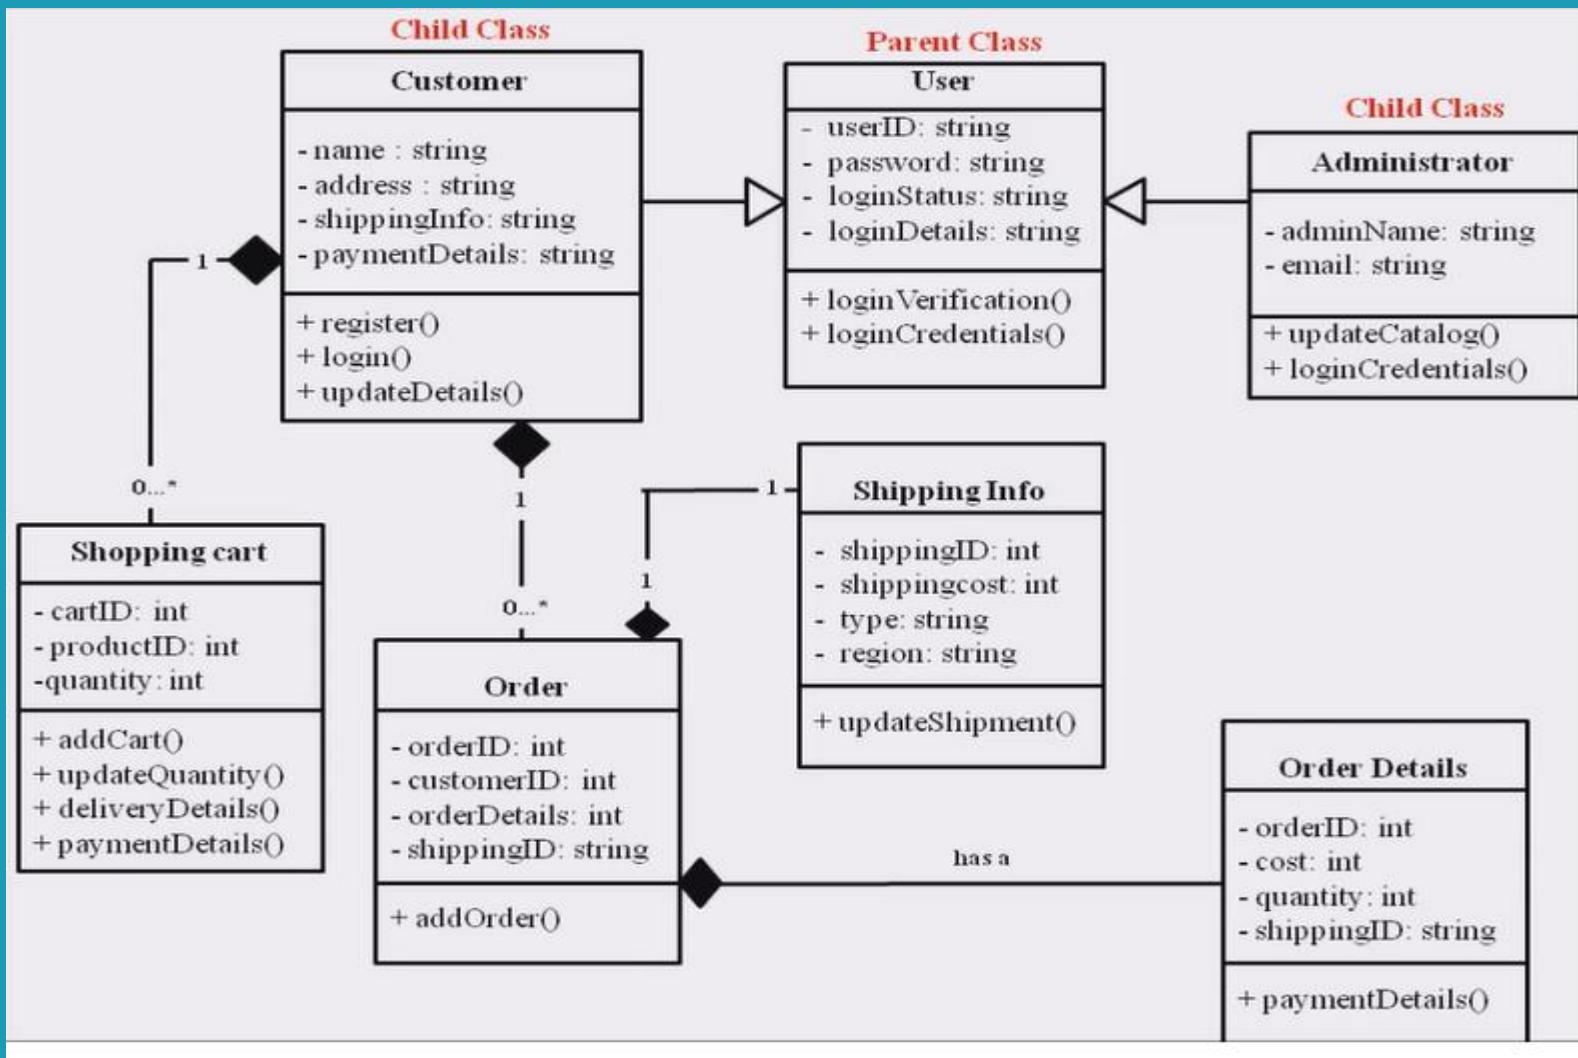 Child Class
Customer
- name : string
- address : string
- shippingInfo: string
- paymentDetails: string
+ register()
+ login()
+ updateDetails()
Parent Class
User
- userID: string
- password: string
- loginStatus: string
- loginDetails: string
+ loginVerification()
+ loginCredentials()
Child Class
Administrator
- adminName: string
- email: string
+ updateCatalog()
+ loginCredentials()
1
0...*
1
0...*
1
1
Shopping cart
- cartID: int
- productID: int
-quantity: int
+ addCart()
+ updateQuantity()
+ deliveryDetails()
+ paymentDetails()
Order
- orderID: int
- customerID: int
- orderDetails: int
- shippingID: string
+ addOrder()
Shipping Info
- shippingID: int
- shippingcost: int
- type: string
- region: string
+ updateShipment()
has a
Order Details
- orderID: int
- cost: int
- quantity: int
- shippingID: string
+ paymentDetails()